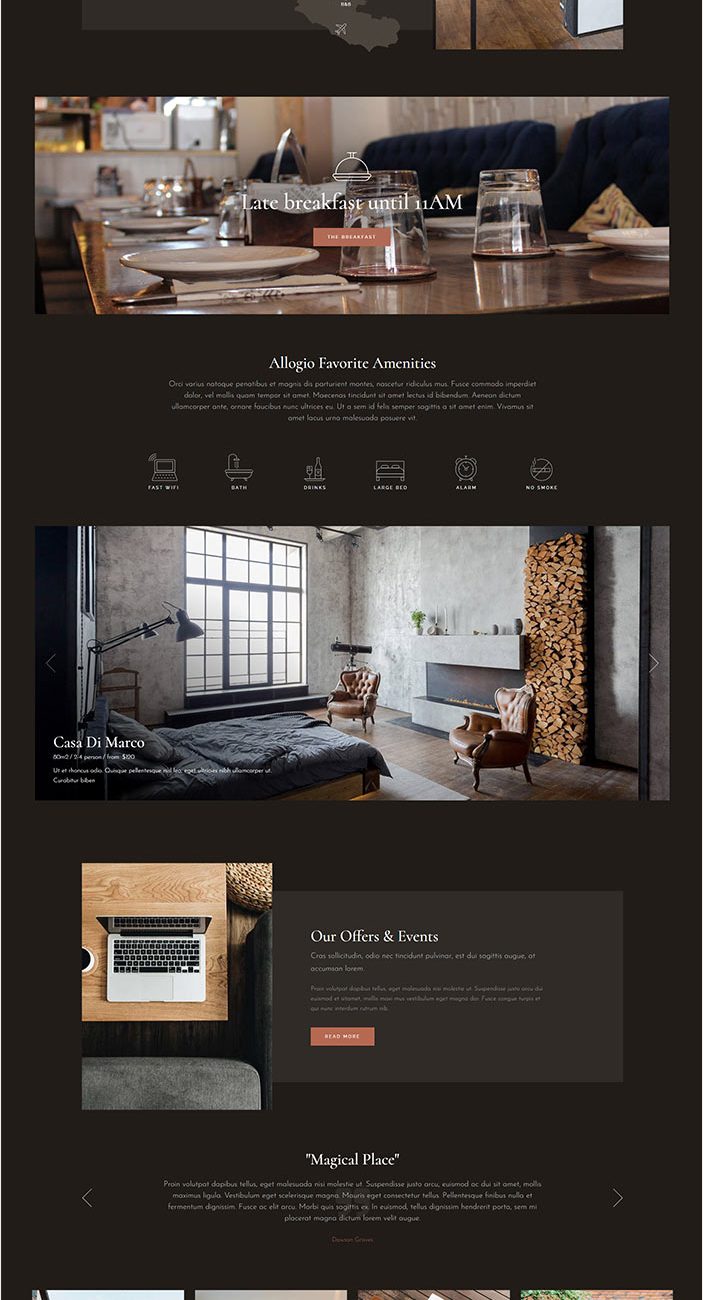 B&B
Late breakfast until 11AM
THE BREAKFAST
Allogio Favorite Amenities
Orci varius natoque penatibus et magnis dis parturient montes, nascetur ridiculus mus. Fusce commodo imperdiet
dolor, vel mollis quam tempor sit amet. Maecenas tincidunt sit amet lectus id bibendum. Aenean dictum
ullamcorper ante, ornare faucibus nunc ultrices eu. Ut a sem id felis semper sagittis a sit amet enim. Vivamus sit
amet lacus urna malesuada posuere vit.
FAST WIFI
BATH
DRINKS
LARGE BED
ALARM
NO SMOKE
Casa Di Marco
80m2 / 2-4 person / from $120
Ut et rhoncus odio. Quisque pellentesque nisl leo, eget ultricies nibh ullamcorper ut.
Curabitur biben
Our Offers & Events
Cras sollicitudin, odio nec tincidunt pulvinar, est dui sagittis augue, at
accumsan lorem
Proin volutpat dapibus tellus, eget malesuada nisi molestie ut. Suspendisse justo arcu dui
euismod et sitamet, mollis maxi mus vestibulum eget magna dar. Fusce congue turpis et
qui nunc interdum rutrum nib.
READ MORE
"Magical Place"
Proin volutpat dapibus tellus, eget malesuada nisi molestie ut. Suspendisse justo arcu, euismod ac dui sit amet, mollis
maximus ligula. Vestibulum eget scelerisque magna. Mauris eget consectetur tellus. Pellentesque finibus nulla et
fermentum dignissim. Fusce ac elit arcu. Morbi quis sagittis ex. In euismod, tellus dignissim hendrerit porta, sem mi
placerat magna dictum lorem velit augue.
Dawson Graves